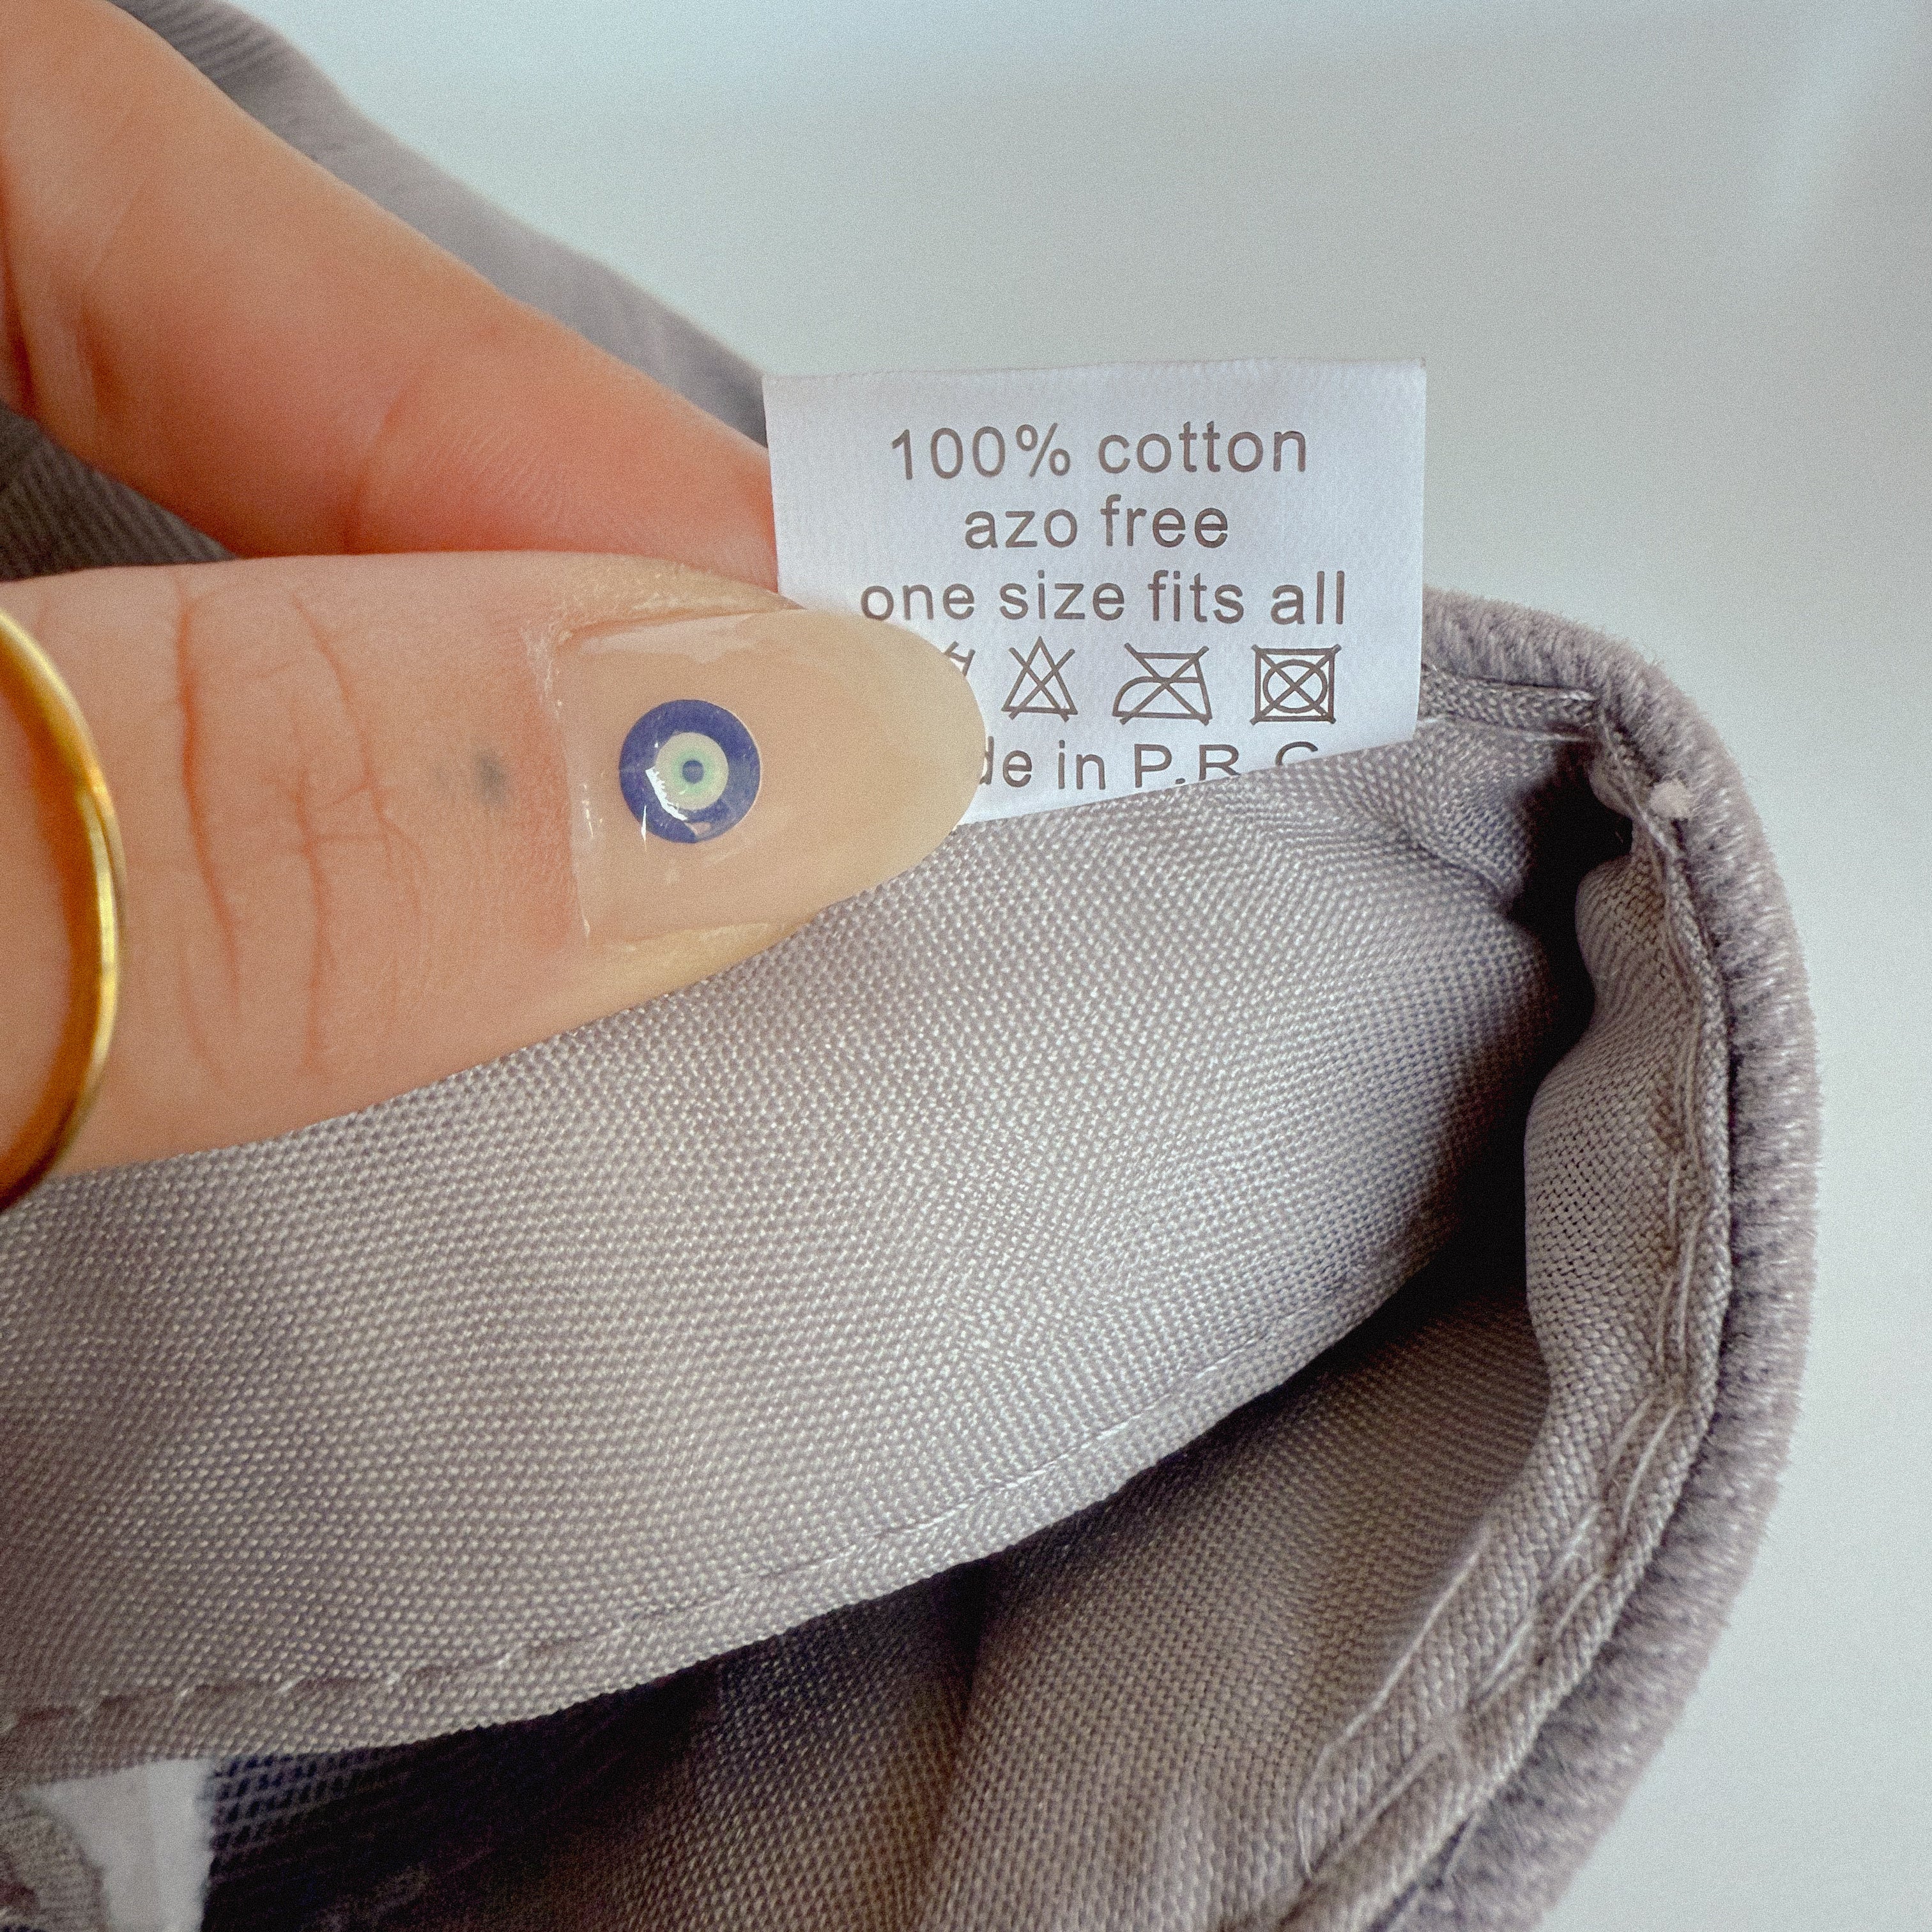 100% cotton
azo free
one size fits all
de in P.R.C